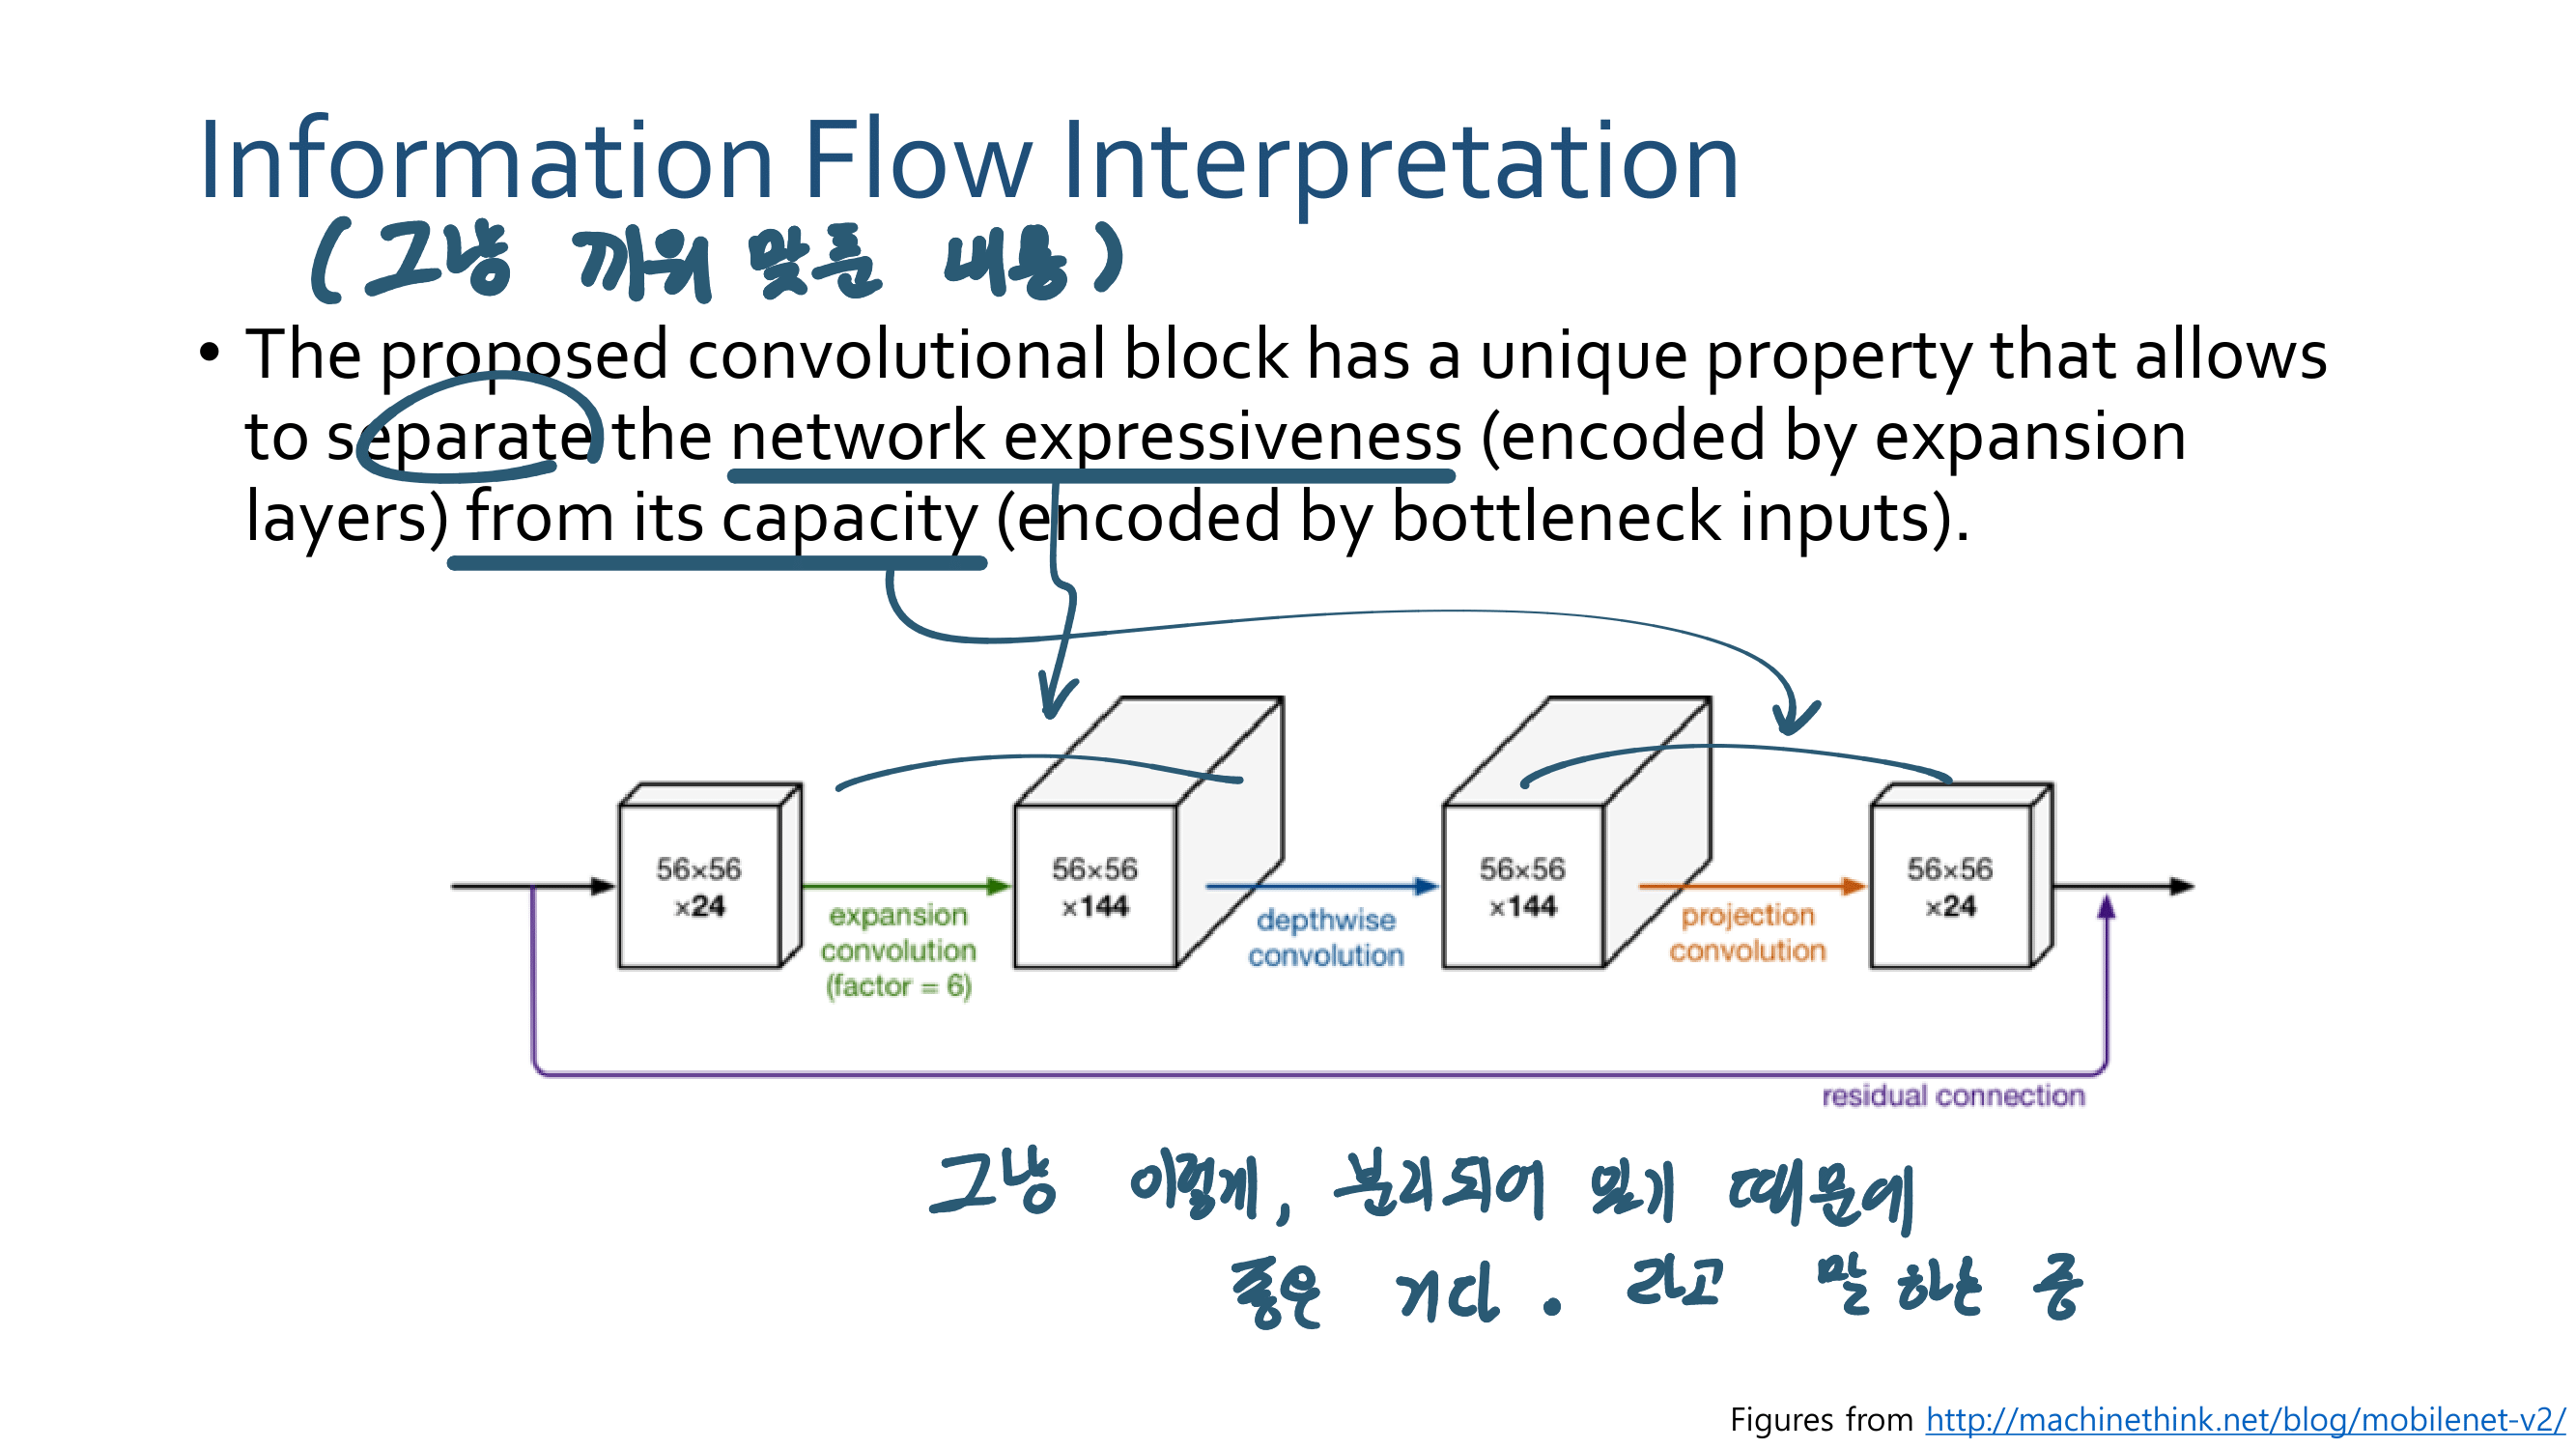 Information Flow Interpretation
(그냥 끼워 맞춘 내용)
• The proposed convolutional block has a unique property that allows
to separate the network expressiveness (encoded by expansion
layers) from its capacity (encoded by bottleneck inputs).
56×56
×24
expansion
convolution
(factor = 6)
56×56
×144
depthwise
convolution
56×56
×144
projection
convolution
56×56
×24
residual connection
그냥 이렇게, 분리되어 있기 때문에
좋은 거다. 라고 말하는 중
Figures from http://machinethink.net/blog/mobilenet-v2/